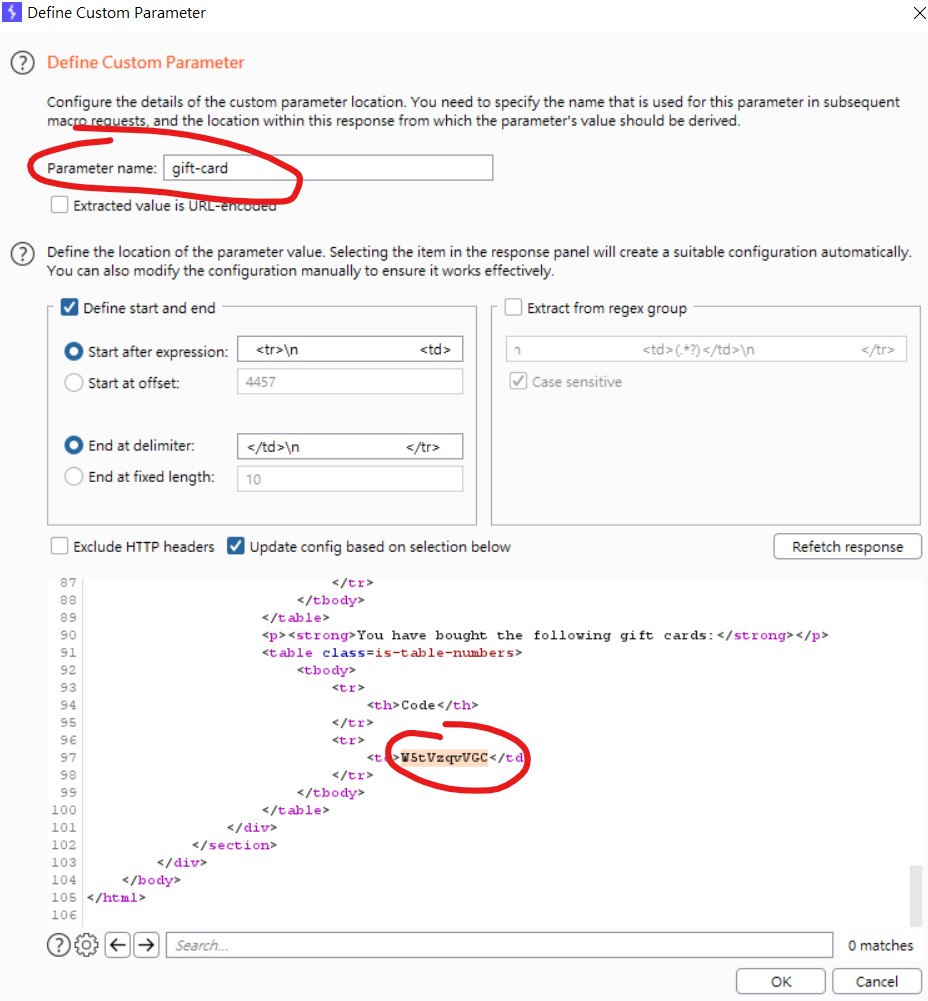 Define Custom Parameter
Define Custom Parameter
Configure the details of the custom parameter location. You need to specify the name that is used for this parameter in subsequent
macro requests, and the location within this response from which the parameter's value should be derived.
Parameter name: gift-card
Extracted value is URL-encoded
Define the location of the parameter value. Selecting the item in the response panel will create a suitable configuration automatically.
You can also modify the configuration manually to ensure it works effectively.
Define start and end
Start after expression: <tr>\n <td>
Start at offset: 4457
End at delimiter: </td>\n </tr>
End at fixed length: 10
Extract from regex group
n <td>(.*?)</td>\n </tr>
Case sensitive
Exclude HTTP headers Update config based on selection below Refetch response
87 </tr>
88 </tbody>
89 </table>
90 <p><strong>You have bought the following gift cards:</strong></p>
91 <table class=is-table-numbers>
92 <tbody>
93 <tr>
94 <th>Code</th>
95 </tr>
96 <tr>
97 <td>W5tVzqvVGC</td
98 </tr>
99 </tbody>
100 </table>
101 </div>
102 </section>
103 </div>
104 </body>
105 </html>
106
Search... 0 matches
OK Cancel